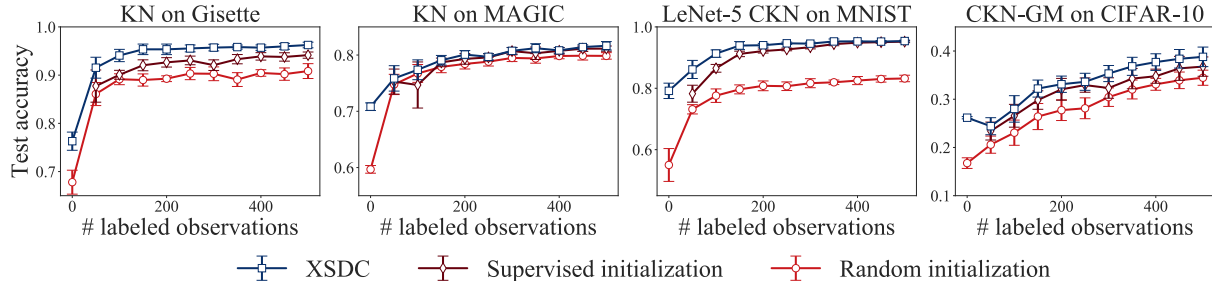 KN on Gisette
KN on MAGIC
LeNet-5 CKN on MNIST
CKN-GM on CIFAR-10
Test accuracy
1.0
0.9
0.8
0.7
0 200 400
# labeled observations
0.8
0.7
0.6
0 200 400
# labeled observations
1.0
0.8
0.6
0 200 400
# labeled observations
0.4
0.3
0.2
0.1
0 200 400
# labeled observations
XSDC
Supervised initialization
Random initialization